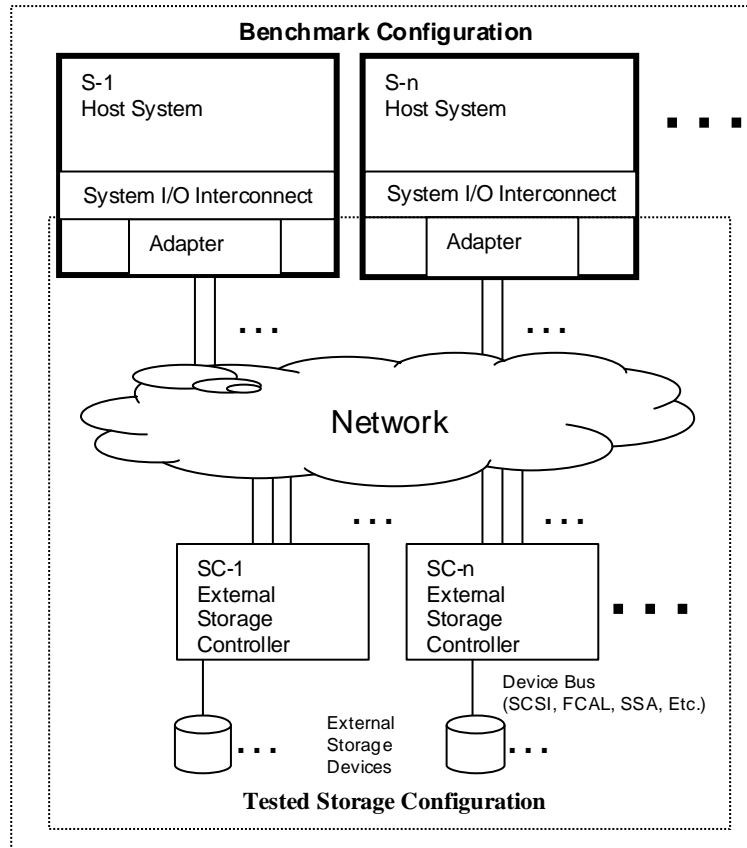 Benchmark Configuration
S-1
Host System
S-n
Host System
. . .
System I/O Interconnect
System I/O Interconnect
Adapter
Adapter
. . .
. . .
Network
. . .
. . .
SC-1
External
Storage
Controller
SC-n
External
Storage
Controller
. . .
Device Bus
(SCSI, FCAL, SSA, Etc.)
. . .
External
Storage
Devices
. . .
Tested Storage Configuration